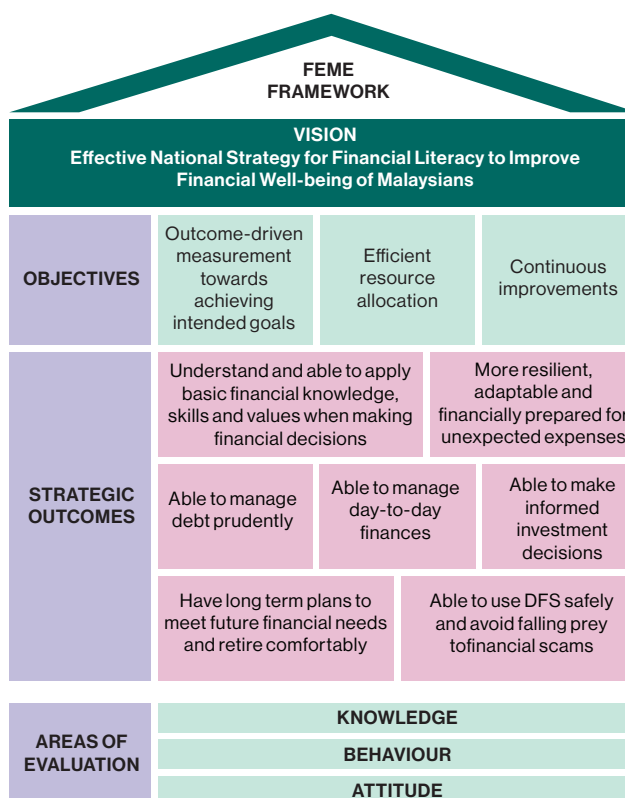 FEME
FRAMEWORK
VISION
Effective National Strategy for Financial Literacy to Improve
Financial Well-being of Malaysians
OBJECTIVES
Outcome-driven
measurement
towards
achieving
intended goals
Efficient
resource
allocation
Continuous
improvements
STRATEGIC
OUTCOMES
Understand and able to apply
basic financial knowledge,
skills and values when making
financial decisions
More resilient,
adaptable and
financially prepared for
unexpected expenses
Able to manage
debt prudently
Able to manage
day-to-day
finances
Able to make
informed
investment
decisions
Have long term plans to
meet future financial needs
and retire comfortably
Able to use DFS safely
and avoid falling prey
tofinancial scams
AREAS OF
EVALUATION
KNOWLEDGE
BEHAVIOUR
ATTITUDE